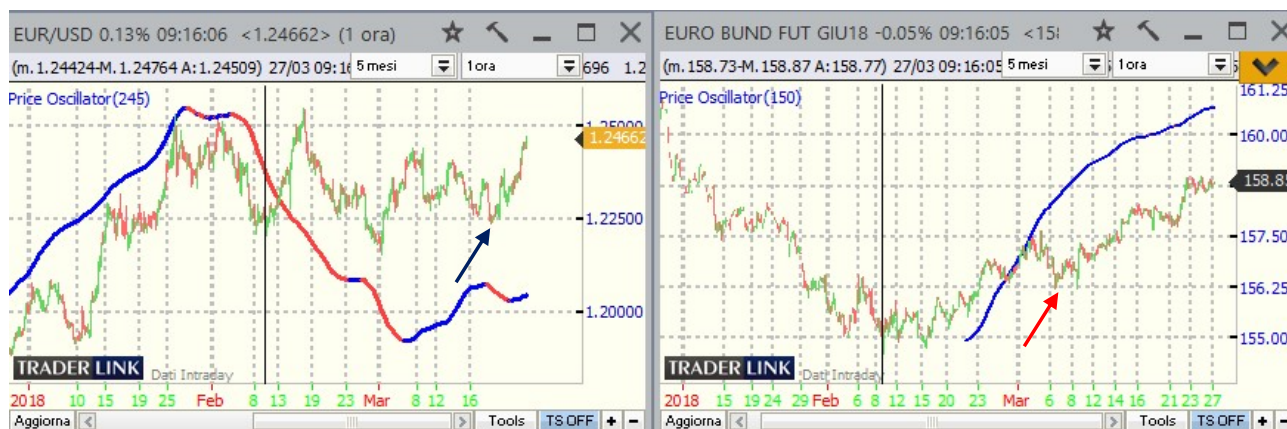 EUR/USD 0.13% 09:16:06 <1.24662> (1 ora)
(m.1.24424-M.1.24764 A:1.24509) 27/03 09:16
5 mesi
1 ora
696 1.2
Price Oscillator(245)
1.25000
1.24662
1.22500
1.20000
TRADER LINK
Dati Intraday
2018 10 15 19 25 Feb 8 13 19 23 Mar 8 12 16
Aggiorna
Tools
TS OFF
+
−
EURO BUND FUT GIU18 -0.05% 09:16:05 <15
(m.158.73-M.158.87 A:158.77) 27/03 09:16:05
5 mesi
1 ora
Price Oscillator(150)
161.25
160.00
158.85
157.50
156.25
155.00
TRADER LINK
Dati Intraday
2018 15 19 24 29 Feb 6 8 12 15 20 23 Mar 6 8 12 14 16 21 23 27
Aggiorna
Tools
TS OFF
+
−